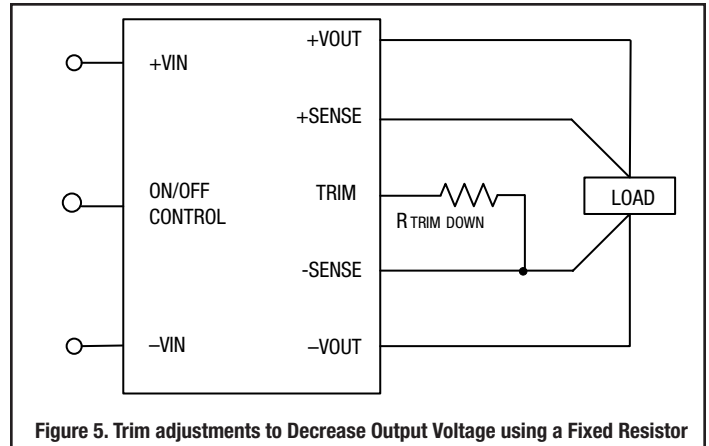 +VOUT
+VIN
+SENSE
ON/OFF
CONTROL
TRIM
R TRIM DOWN
LOAD
-SENSE
–VIN
–VOUT
Figure 5. Trim adjustments to Decrease Output Voltage using a Fixed Resistor